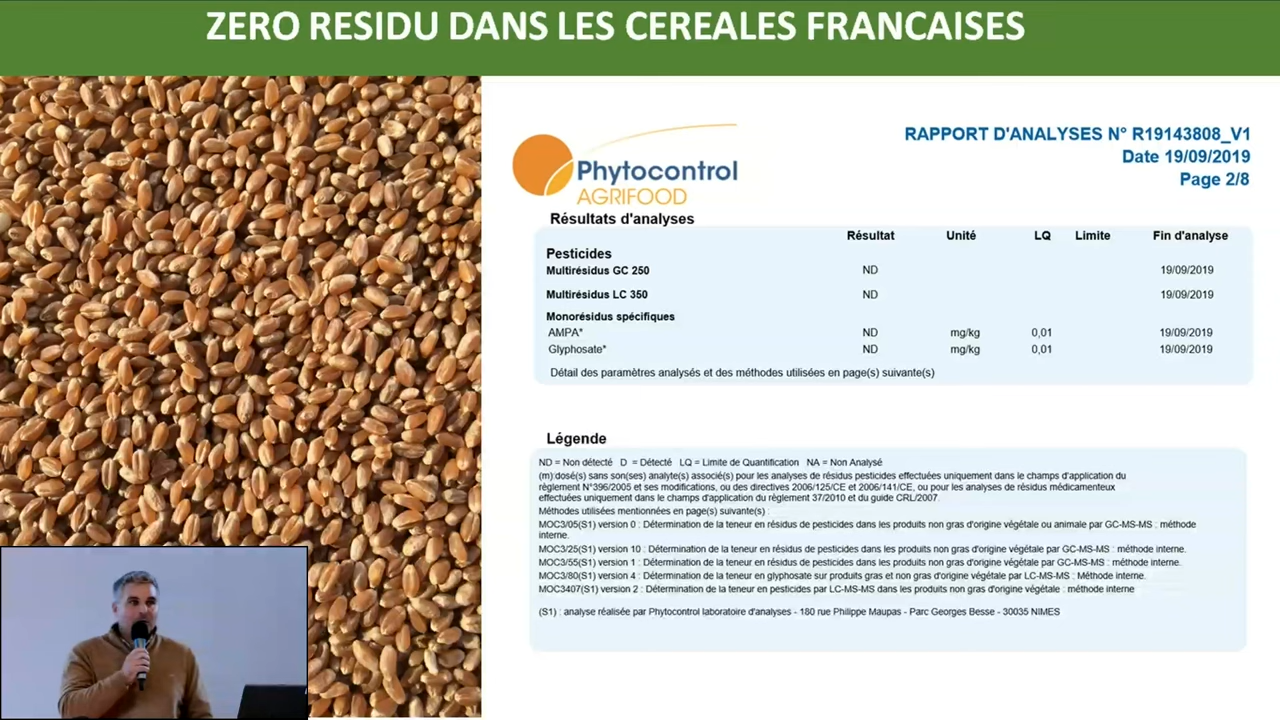 ZERO RESIDU DANS LES CEREALES FRANCAISES
RAPPORT D'ANALYSES N° R19143808_V1
Date 19/09/2019
Page 2/8
Phytocontrol
AGRIFOOD
Résultats d'analyses
Résultat Unité LQ Limite Fin d'analyse
Pesticides
Multirésidus GC 250 ND 19/09/2019
Multirésidus LC 350 ND 19/09/2019
Monorésidus spécifiques
AMPA* ND mg/kg 0,01 19/09/2019
Glyphosate* ND mg/kg 0,01 19/09/2019
Détail des paramètres analysés et des méthodes utilisées en page(s) suivante(s)
Légende
ND = Non détecté D = Détecté LQ = Limite de Quantification NA = Non Analysé
(m):dosé(s) sans son(ses) analyte(s) associé(s) pour les analyses de résidus pesticides effectuées uniquement dans le champs d'application du
règlement N°396/2005 et ses modifications, ou des directives 2006/125/CE et 2006/141/CE, ou pour les analyses de résidus médicamenteux
effectuées uniquement dans le champs d'application du règlement 37/2010 et du guide CRL/2007.
Méthodes utilisées mentionnées en page(s) suivante(s) :
MOC3/05(S1) version 0 : Détermination de la teneur en résidus de pesticides dans les produits non gras d'origine végétale ou animale par GC-MS-MS : méthode
interne.
MOC3/25(S1) version 10 : Détermination de la teneur en résidus de pesticides dans les produits non gras d'origine végétale par GC-MS-MS : méthode interne.
MOC3/55(S1) version 1 : Détermination de la teneur en résidus de pesticides dans les produits non gras d'origine végétale par GC-MS-MS : méthode interne.
MOC3/80(S1) version 4 : Détermination de la teneur en glyphosate sur produits gras et non gras d'origine végétale par LC-MS-MS : Méthode interne.
MOC3407(S1) version 2 : Détermination de la teneur en pesticides par LC-MS-MS dans les produits non gras d'origine végétale : méthode interne
(S1) : analyse réalisée par Phytocontrol laboratoire d'analyses - 180 rue Philippe Maupas - Parc Georges Besse - 30035 NIMES